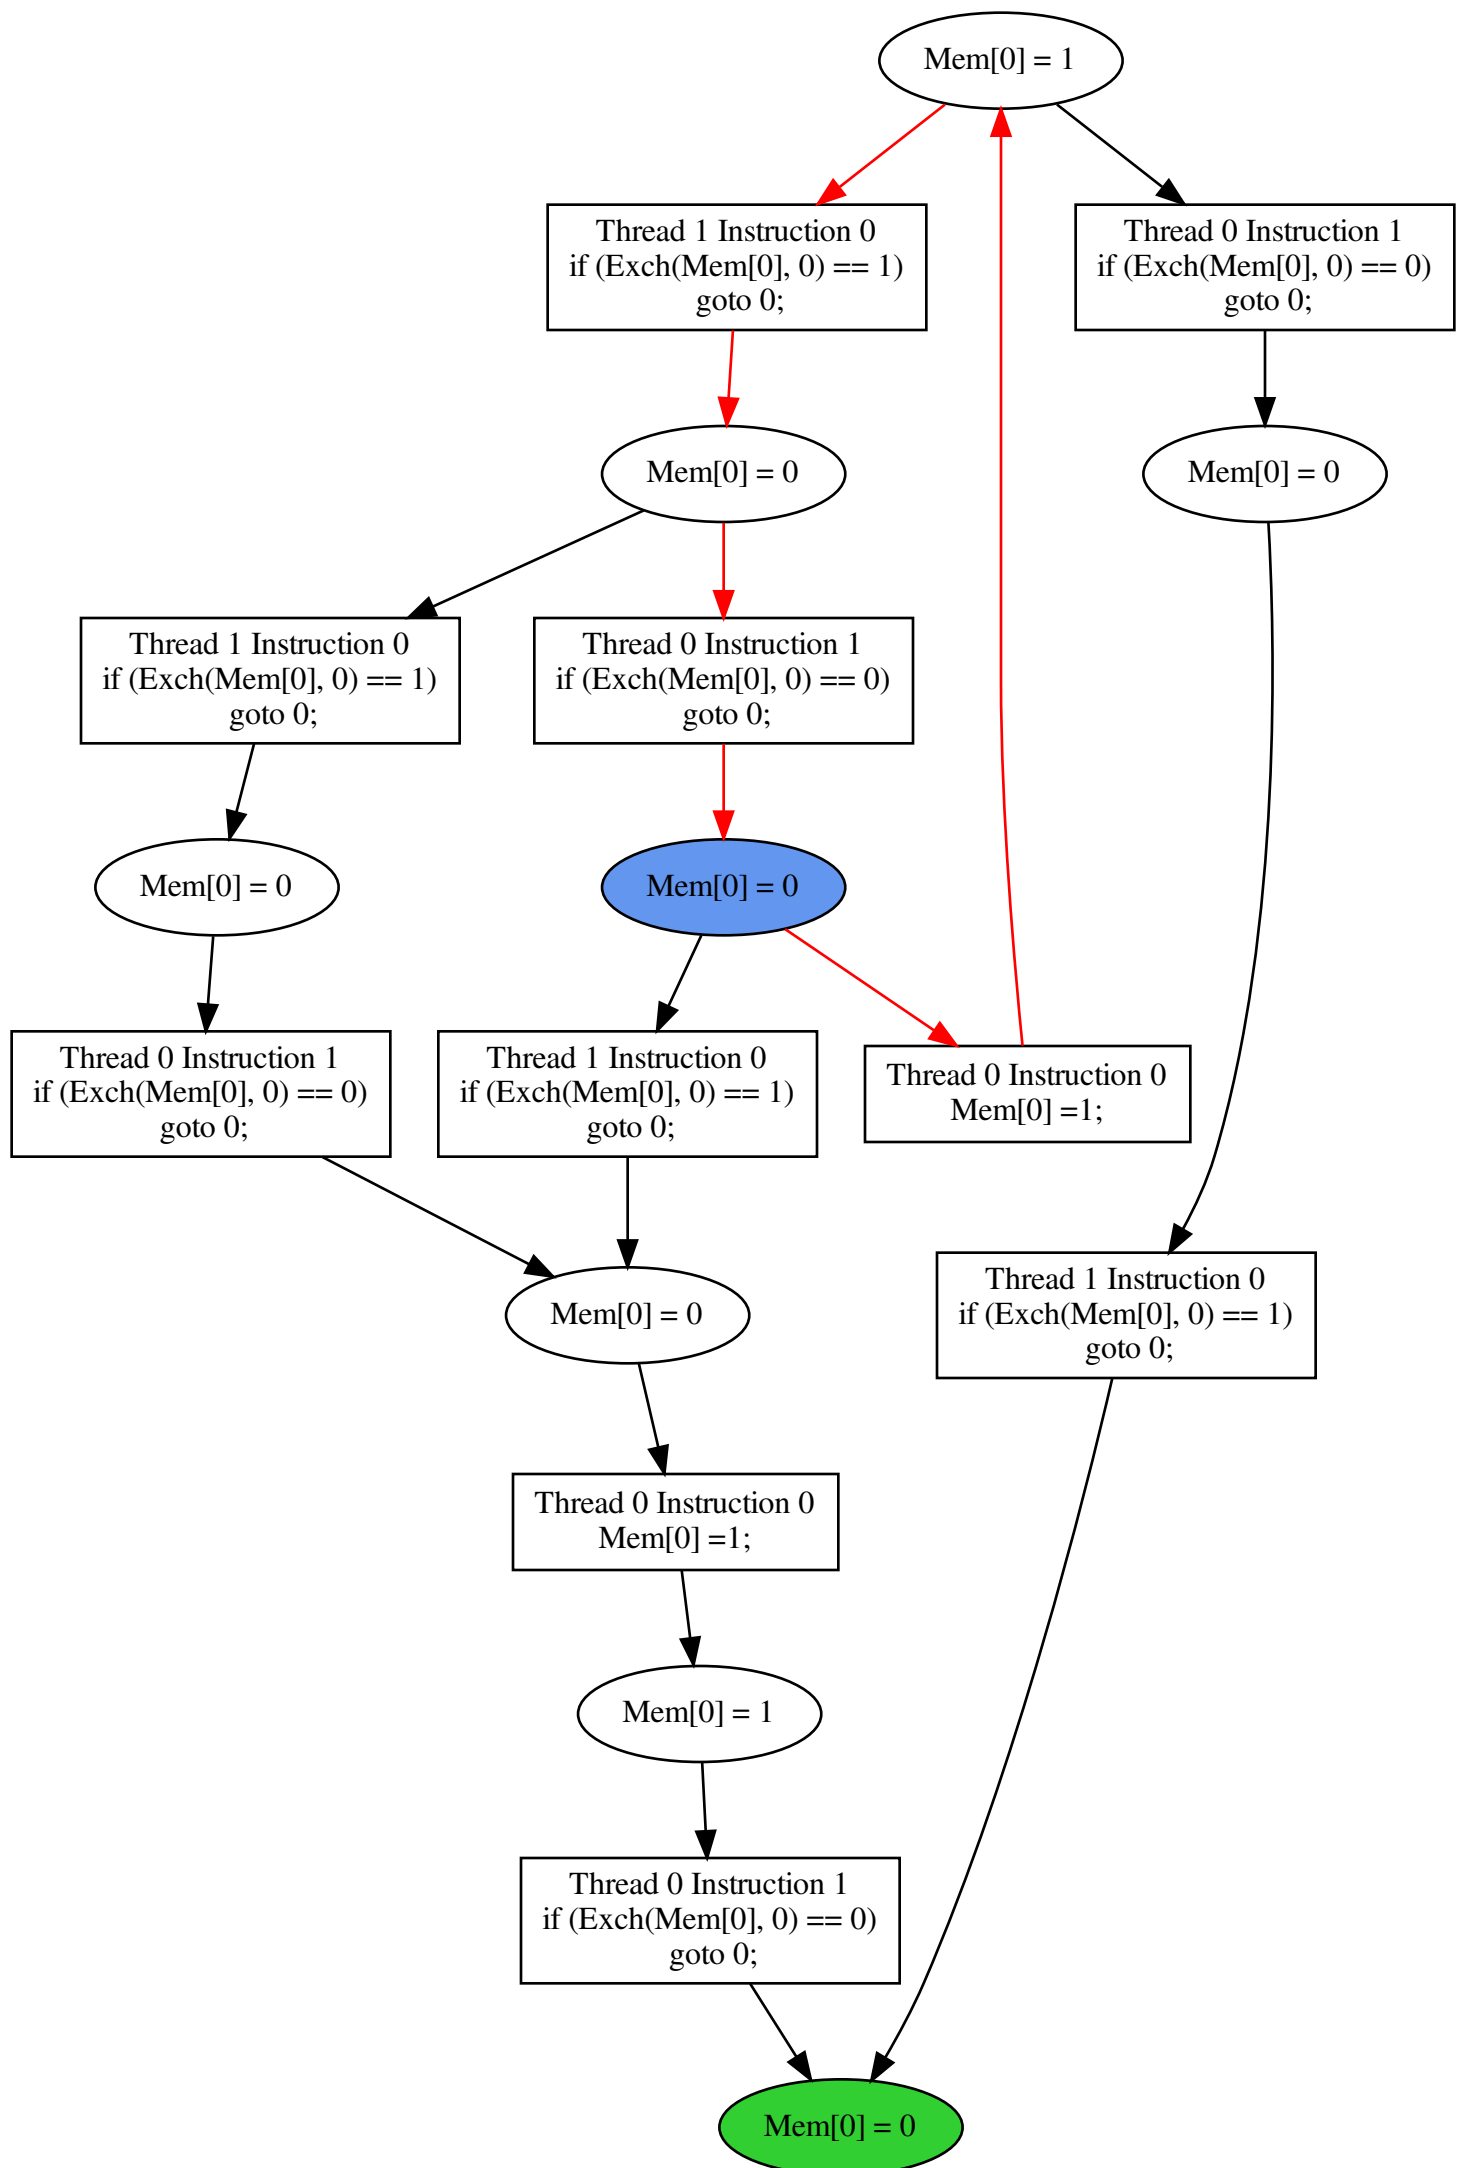 Mem[0] = 1
Thread 1 Instruction 0
if (Exch(Mem[0], 0) == 1)
goto 0;
Thread 0 Instruction 1
if (Exch(Mem[0], 0) == 0)
goto 0;
Mem[0] = 0
Mem[0] = 0
Thread 1 Instruction 0
if (Exch(Mem[0], 0) == 1)
goto 0;
Thread 0 Instruction 1
if (Exch(Mem[0], 0) == 0)
goto 0;
Mem[0] = 0
Mem[0] = 0
Thread 0 Instruction 1
if (Exch(Mem[0], 0) == 0)
goto 0;
Thread 1 Instruction 0
if (Exch(Mem[0], 0) == 1)
goto 0;
Thread 0 Instruction 0
Mem[0] =1;
Mem[0] = 0
Thread 1 Instruction 0
if (Exch(Mem[0], 0) == 1)
goto 0;
Thread 0 Instruction 0
Mem[0] =1;
Mem[0] = 1
Thread 0 Instruction 1
if (Exch(Mem[0], 0) == 0)
goto 0;
Mem[0] = 0